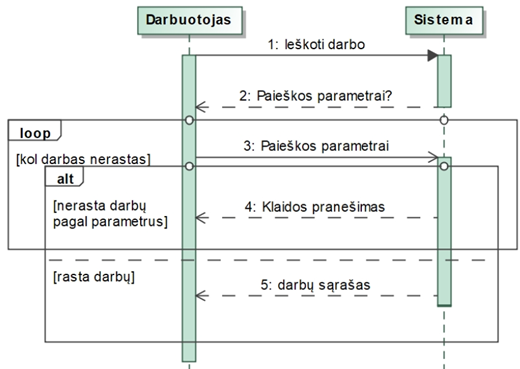 Darbuotojas
Sistema
1: Ieškoti darbo
2: Paieškos parametrai?
loop
[kol darbas nerastas]
3: Paieškos parametrai
alt
[nerasta darbų
pagal parametrus]
4: Klaidos pranešimas
[rasta darbų]
5: darbų sąrašas